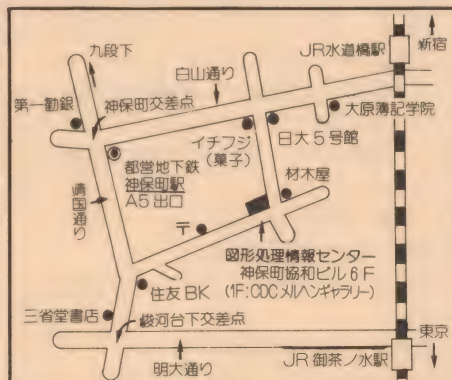 九段下
JR水道橋駅
新宿
白山通り
第一勧銀
神保町交差点
大原簿記学院
イチフジ
(菓子)
日大5号館
都営地下鉄
神保町駅
A5出口
材木屋
靖国通り
〒
図形処理情報センター
神保町協和ビル6F
(1F:CDCメルヘンギャラリー)
住友BK
三省堂書店
駿河台下交差点
東京
明大通り
JR御茶ノ水駅